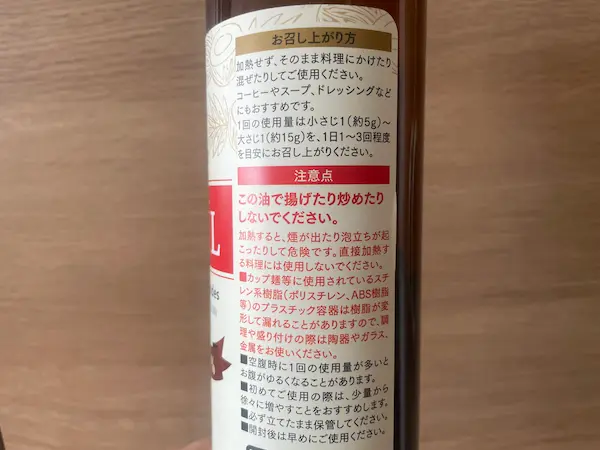 お召し上がり方
加熱せず、そのまま料理にかけたり
混ぜたりしてご使用ください。
コーヒーやスープ、ドレッシングなど
にもおすすめです。
1回の使用量は小さじ1(約5g)～
大さじ1(約15g)を、1日1～3回程度
を目安にお召し上がりください。
注意点
この油で揚げたり炒めたり
しないでください。
加熱すると、煙が出たり泡立ちが起
こったりして危険です。直接加熱す
る料理には使用しないでください。
■カップ麺等に使用されているスチ
レン系樹脂(ポリスチレン、ABS樹脂
等)のプラスチック容器は樹脂が変
形して漏れることがありますので、調
理や盛り付けの際は陶器やガラス、
金属をお使いください。
■空腹時に1回の使用量が多いと
お腹がゆるくなることがあります。
■初めてご使用の際は、少量から
徐々に増やすことをおすすめします。
■必ず立てたまま保管してください。
■開封後は早めにご使用ください。
L